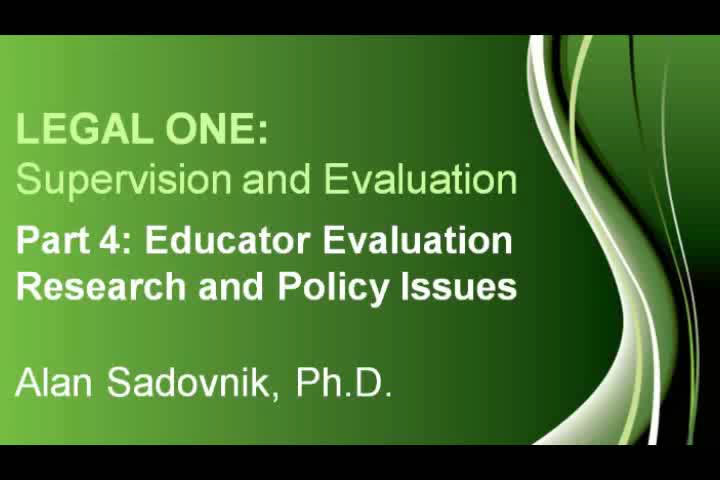 LEGAL ONE:
Supervision and Evaluation
Part 4: Educator Evaluation
Research and Policy Issues
Alan Sadovnik, Ph.D.